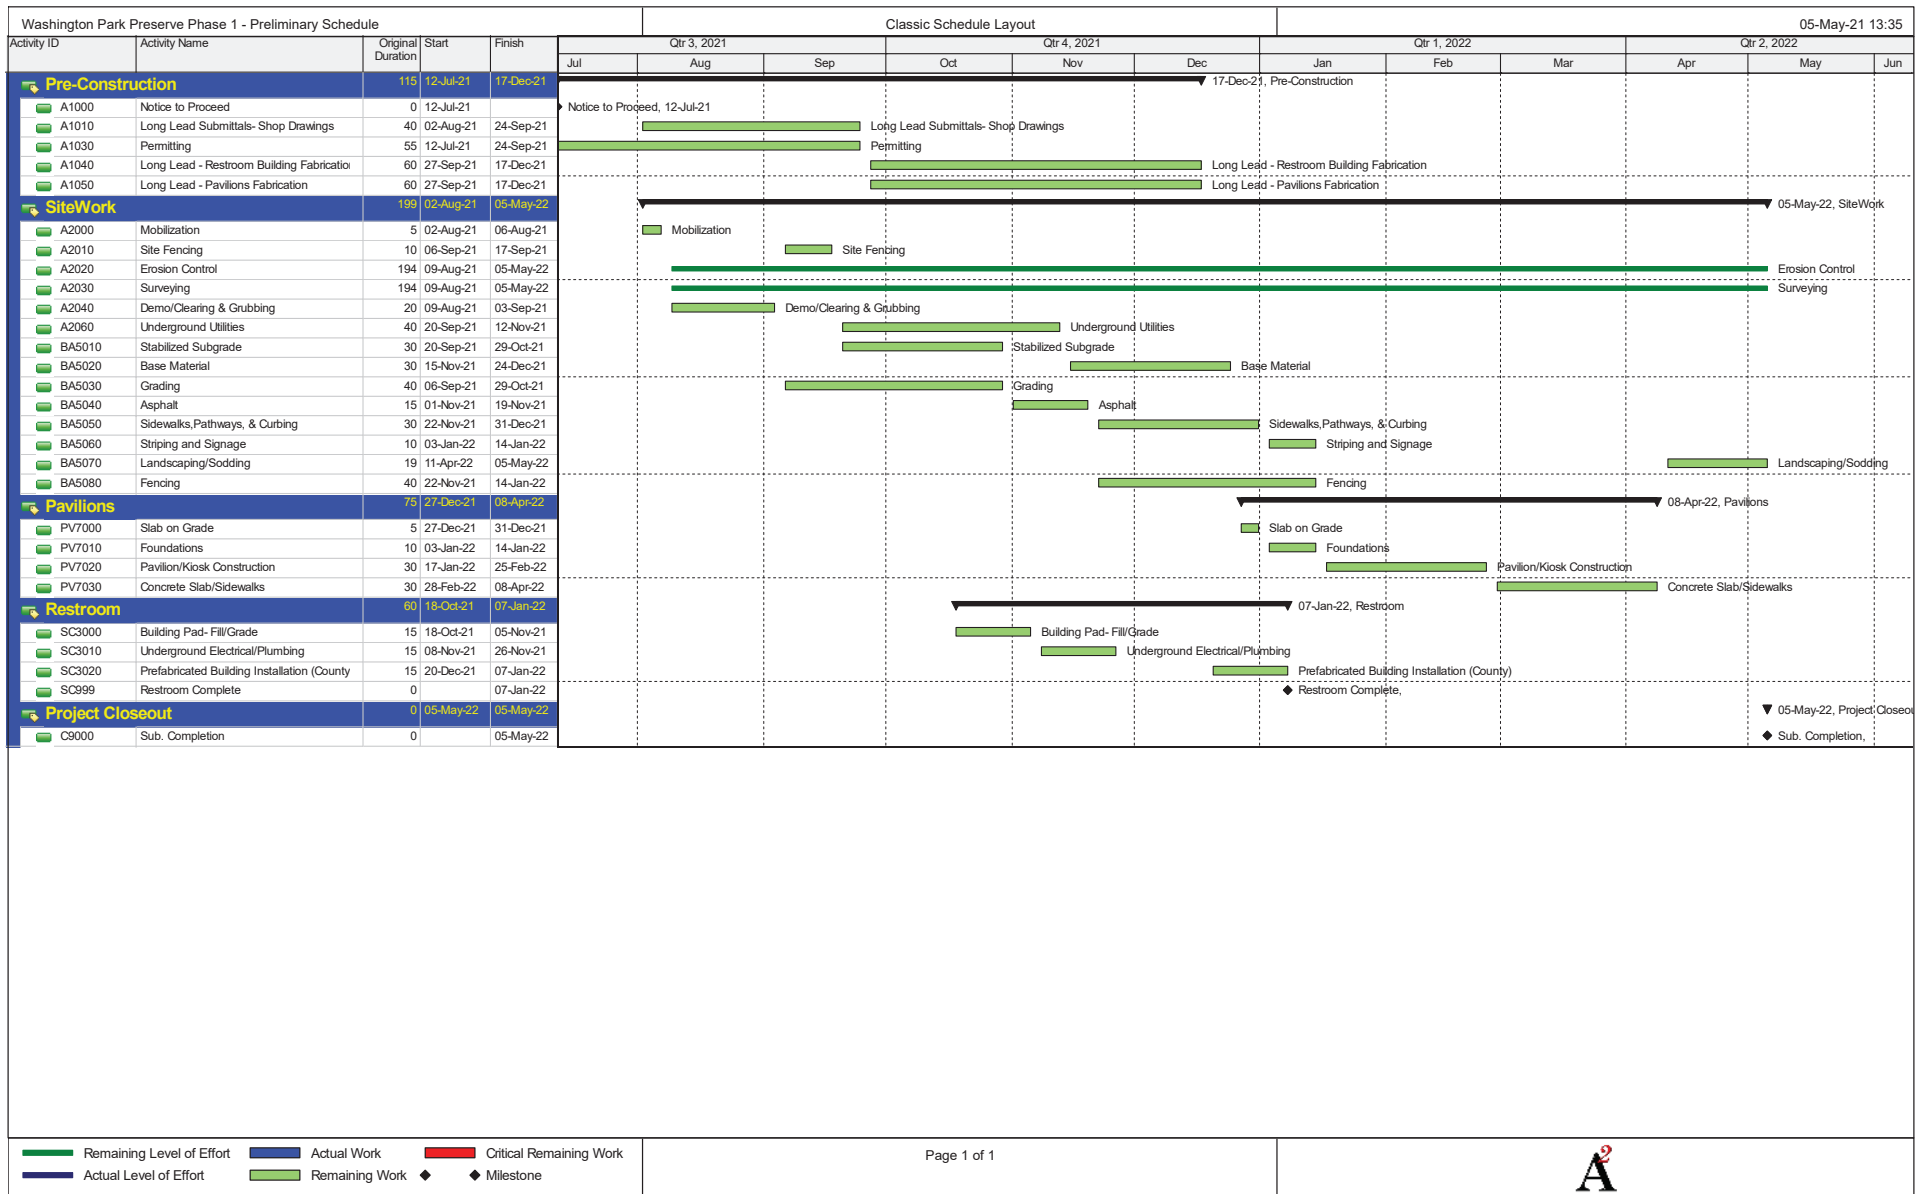 Washington Park Preserve Phase 1 - Preliminary Schedule Classic Schedule Layout 05-May-21 13:35
Activity ID Activity Name Original Duration Start Finish Qtr 3, 2021 Qtr 4, 2021 Qtr 1, 2022 Qtr 2, 2022
Jul Aug Sep Oct Nov Dec Jan Feb Mar Apr May Jun
Pre-Construction 115 12-Jul-21 17-Dec-21 17-Dec-21, Pre-Construction
A1000 Notice to Proceed 0 12-Jul-21 Notice to Proceed, 12-Jul-21
A1010 Long Lead Submittals- Shop Drawings 40 02-Aug-21 24-Sep-21 Long Lead Submittals- Shop Drawings
A1030 Permitting 55 12-Jul-21 24-Sep-21 Permitting
A1040 Long Lead - Restroom Building Fabricatio 60 27-Sep-21 17-Dec-21 Long Lead - Restroom Building Fabrication
A1050 Long Lead - Pavilions Fabrication 60 27-Sep-21 17-Dec-21 Long Lead - Pavilions Fabrication
SiteWork 199 02-Aug-21 05-May-22 05-May-22, SiteWork
A2000 Mobilization 5 02-Aug-21 06-Aug-21 Mobilization
A2010 Site Fencing 10 06-Sep-21 17-Sep-21 Site Fencing
A2020 Erosion Control 194 09-Aug-21 05-May-22 Erosion Control
A2030 Surveying 194 09-Aug-21 05-May-22 Surveying
A2040 Demo/Clearing & Grubbing 20 09-Aug-21 03-Sep-21 Demo/Clearing & Grubbing
A2060 Underground Utilities 40 20-Sep-21 12-Nov-21 Underground Utilities
BA5010 Stabilized Subgrade 30 20-Sep-21 29-Oct-21 Stabilized Subgrade
BA5020 Base Material 30 15-Nov-21 24-Dec-21 Base Material
BA5030 Grading 40 06-Sep-21 29-Oct-21 Grading
BA5040 Asphalt 15 01-Nov-21 19-Nov-21 Asphalt
BA5050 Sidewalks,Pathways, & Curbing 30 22-Nov-21 31-Dec-21 Sidewalks,Pathways, & Curbing
BA5060 Striping and Signage 10 03-Jan-22 14-Jan-22 Striping and Signage
BA5070 Landscaping/Sodding 19 11-Apr-22 05-May-22 Landscaping/Sodding
BA5080 Fencing 40 22-Nov-21 14-Jan-22 Fencing
Pavilions 75 27-Dec-21 08-Apr-22 08-Apr-22, Pavilions
PV7000 Slab on Grade 5 27-Dec-21 31-Dec-21 Slab on Grade
PV7010 Foundations 10 03-Jan-22 14-Jan-22 Foundations
PV7020 Pavilion/Kiosk Construction 30 17-Jan-22 25-Feb-22 Pavilion/Kiosk Construction
PV7030 Concrete Slab/Sidewalks 30 28-Feb-22 08-Apr-22 Concrete Slab/Sidewalks
Restroom 60 18-Oct-21 07-Jan-22 07-Jan-22, Restroom
SC3000 Building Pad- Fill/Grade 15 18-Oct-21 05-Nov-21 Building Pad- Fill/Grade
SC3010 Underground Electrical/Plumbing 15 08-Nov-21 26-Nov-21 Underground Electrical/Plumbing
SC3020 Prefabricated Building Installation (County 15 20-Dec-21 07-Jan-22 Prefabricated Building Installation (County)
SC999 Restroom Complete 0 07-Jan-22 Restroom Complete,
Project Closeout 0 05-May-22 05-May-22 05-May-22, Project Closeou
C9000 Sub. Completion 0 05-May-22 Sub. Completion,
Remaining Level of Effort Actual Work Critical Remaining Work Page 1 of 1
Actual Level of Effort Remaining Work Milestone
A2